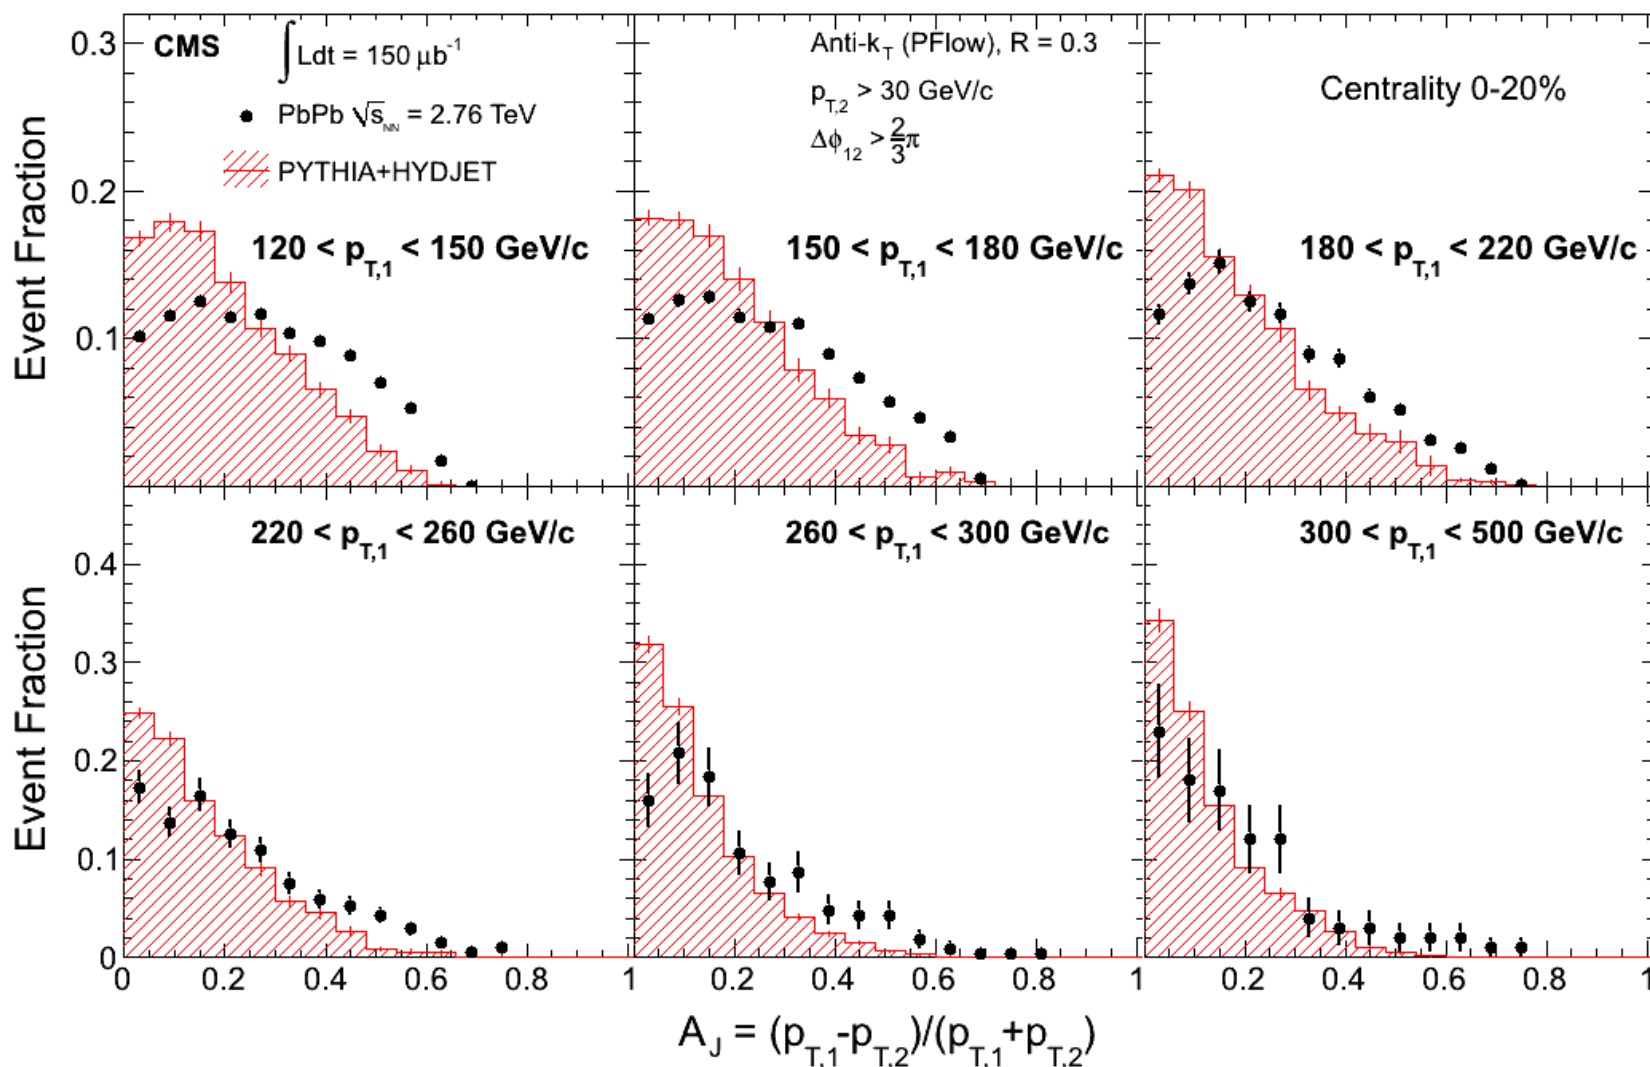 CMS
∫Ldt = 150 μb⁻¹
PbPb √s_NN = 2.76 TeV
PYTHIA+HYDJET
Anti-k_T (PFlow), R = 0.3
p_T,2 > 30 GeV/c
Δϕ_12 > 2/3 π
Centrality 0-20%
120 < p_T,1 < 150 GeV/c
150 < p_T,1 < 180 GeV/c
180 < p_T,1 < 220 GeV/c
Event Fraction
0.3
0.2
0.1
220 < p_T,1 < 260 GeV/c
260 < p_T,1 < 300 GeV/c
300 < p_T,1 < 500 GeV/c
Event Fraction
0.4
0.3
0.2
0.1
0
0 0.2 0.4 0.6 0.8 1 0.2 0.4 0.6 0.8 1 0.2 0.4 0.6 0.8 1
A_J = (p_T,1-p_T,2)/(p_T,1+p_T,2)